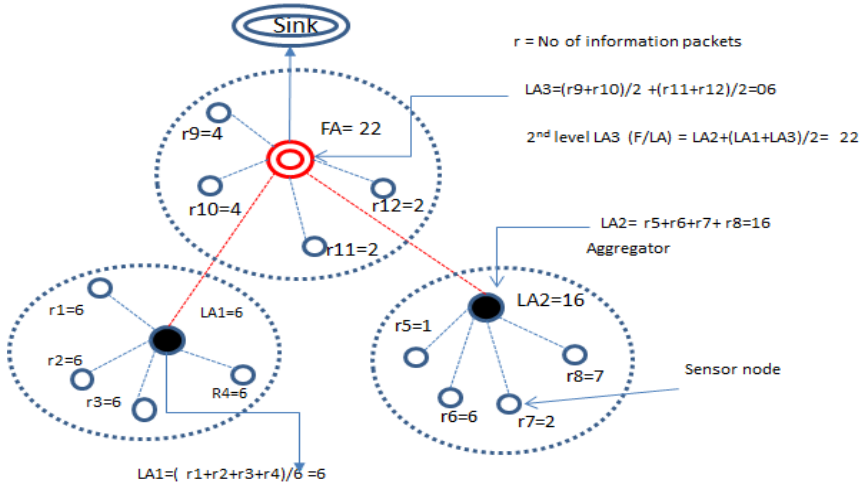 Sink
r = No of information packets
LA3=(r9+r10)/2 +(r11+r12)/2=06
r9=4
FA= 22
2nd level LA3 (F/LA) = LA2+(LA1+LA3)/2= 22
r10=4
r12=2
r11=2
LA2= r5+r6+r7+ r8=16
Aggregator
r1=6
LA1=6
LA2=16
r5=1
r2=6
r3=6
R4=6
r8=7
r6=6
r7=2
Sensor node
LA1=( r1+r2+r3+r4)/6 =6